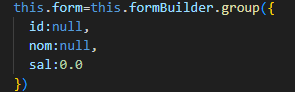 this.form=this.formBuilder.group({
  id:null,
  nom:null,
  sal:0.0
})